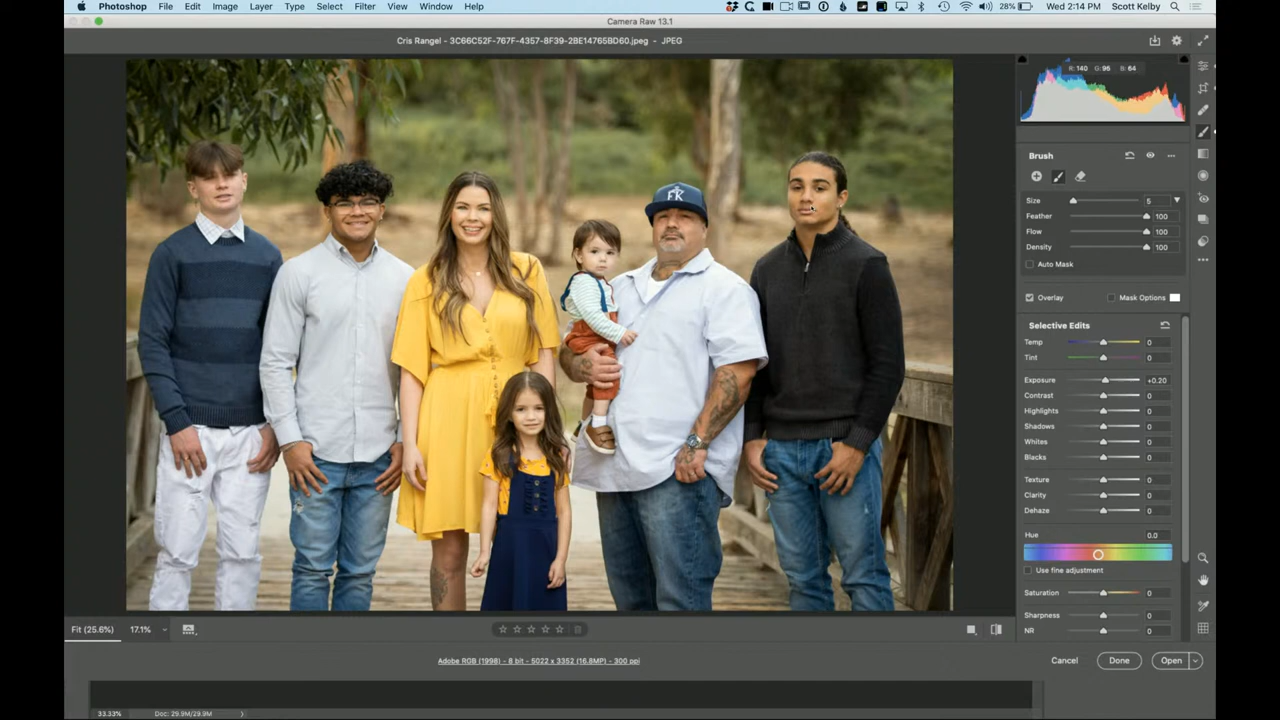 Photoshop File Edit Image Layer Type Select Filter View Window Help 28% Wed 2:14 PM Scott Kelby
Camera Raw 13.1
Cris Rangel - 3C66C52F-767F-4357-8F39-2BE14765BD60.jpeg - JPEG
R: 140 G: 95 B: 64
Brush
Size 5
Feather 100
Flow 100
Density 100
Auto Mask
Overlay Mask Options
Selective Edits
Temp 0
Tint 0
Exposure +0.20
Contrast 0
Highlights 0
Shadows 0
Whites 0
Blacks 0
Texture 0
Clarity 0
Dehaze 0
Hue 0.0
Use fine adjustment
Saturation 0
Sharpness 0
NR 0
Fit (25.6%) 17.1%
Adobe RGB (1998) - 8 bit - 5022 x 3352 (16.8MP) - 300 ppi
Cancel Done Open
33.33% Doc: 29.9M/29.9M